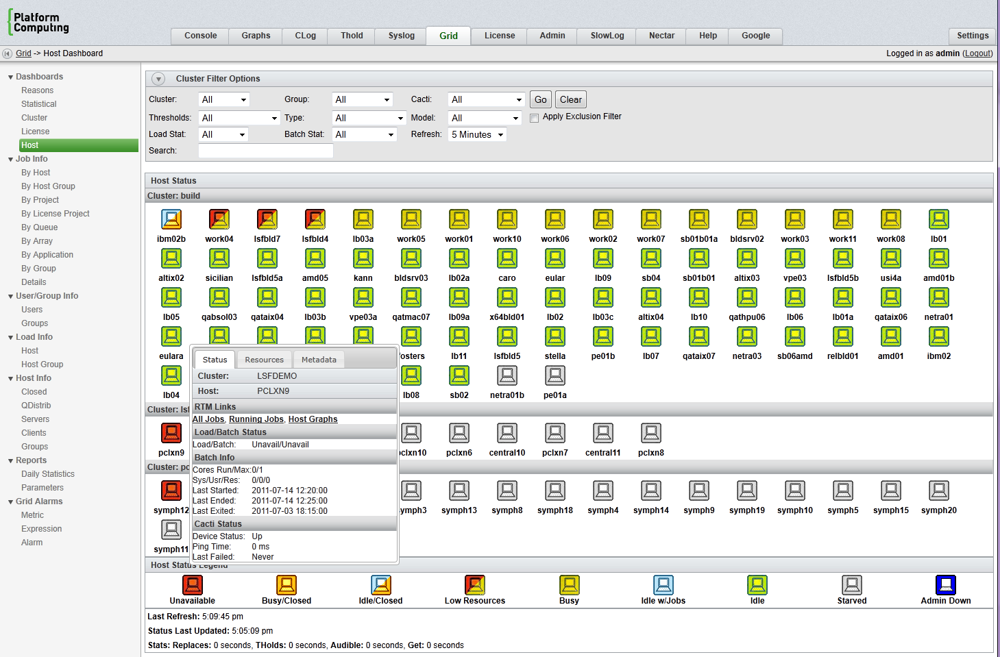 Platform
Computing
Console Graphs CLog Thold Syslog Grid License Admin SlowLog Nectar Help Google Settings
Grid -> Host Dashboard Logged in as admin (Logout)
Dashboards
Reasons
Statistical
Cluster
License
Host
Job Info
By Host
By Host Group
By Project
By License Project
By Queue
By Array
By Application
By Group
Details
User/Group Info
Users
Groups
Load Info
Host
Host Group
Host Info
Closed
QDistrib
Servers
Clients
Groups
Reports
Daily Statistics
Parameters
Grid Alarms
Metric
Expression
Alarm
Cluster Filter Options
Cluster: All Group: All Cacti: All Go Clear
Thresholds: All Type: All Model: All Apply Exclusion Filter
Load Stat: All Batch Stat: All Refresh: 5 Minutes
Search:
Host Status
Cluster: build
ibm02b work04 lsfbld7 lsfbld4 lb03a work05 work01 work10 work06 work02 work07 sb01b01a bldsrv02 work03 work11 work08 lb01
altix02 sicilian lsfbld5a amd05 kann bldsrv03 lb02a caro eular lb09 sb04 sb01b01 altix03 vpe03 lsfbld5b usi4a amd01b
lb05 qabsol03 qataix04 lb03b vpe03a qatmac07 lb09a x64bld01 lb02 lb03c altix04 lb10 qathpu06 lb06 lb01a qataix06 netra01
eulara fosters lb11 lsfbld5 stella pe01b lb07 qataix07 netra03 sb06amd relbld01 amd01 ibm02
lb04 lb08 sb02 netra01b pe01a
Cluster: lsf
pclxn9 pclxn10 pclxn6 central10 pclxn7 central11 pclxn8
Cluster: pc
symph12 symph3 symph13 symph8 symph18 symph4 symph14 symph9 symph19 symph10 symph5 symph15 symph20
symph11
Status Resources Metadata
Cluster: LSFDEMO
Host: PCLXN9
RTM Links
All Jobs, Running Jobs, Host Graphs
Load/Batch Status
Load/Batch: Unavail/Unavail
Batch Info
Cores Run/Max:0/1
Sys/Usr/Res: 0/0/0
Last Started: 2011-07-14 12:20:00
Last Ended: 2011-07-14 12:25:00
Last Exited: 2011-07-03 18:15:00
Cacti Status
Device Status: Up
Ping Time: 0 ms
Last Failed: Never
Host Status Legend
Unavailable Busy/Closed Idle/Closed Low Resources Busy Idle w/Jobs Idle Starved Admin Down
Last Refresh: 5:09:45 pm
Status Last Updated: 5:05:09 pm
Stats: Replaces: 0 seconds, THolds: 0 seconds, Audible: 0 seconds, Get: 0 seconds